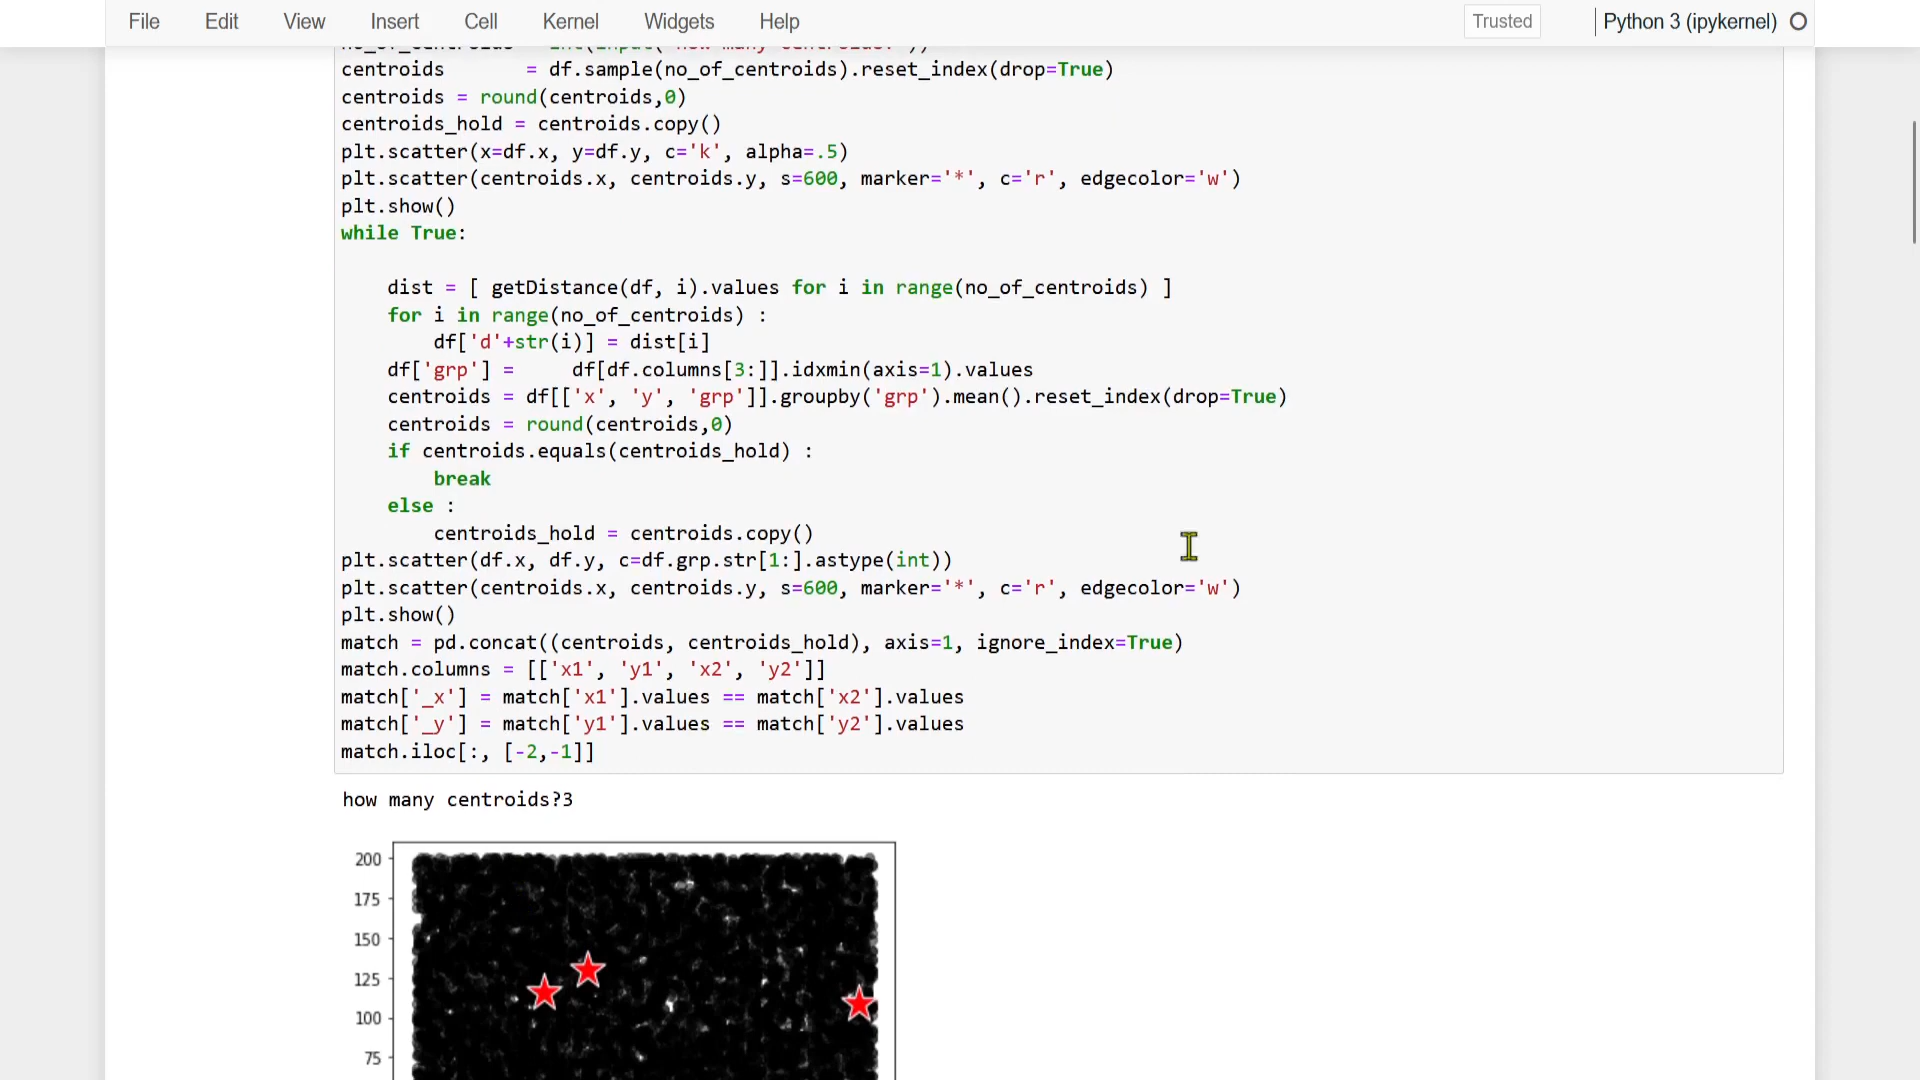 File Edit View Insert Cell Kernel Widgets Help Trusted Python 3 (ipykernel)
centroids       = df.sample(no_of_centroids).reset_index(drop=True)
centroids = round(centroids,0)
centroids_hold = centroids.copy()
plt.scatter(x=df.x, y=df.y, c='k', alpha=.5)
plt.scatter(centroids.x, centroids.y, s=600, marker='*', c='r', edgecolor='w')
plt.show()
while True:
    dist = [ getDistance(df, i).values for i in range(no_of_centroids) ]
    for i in range(no_of_centroids) :
        df['d'+str(i)] = dist[i]
    df['grp'] =     df[df.columns[3:]].idxmin(axis=1).values
    centroids = df[['x', 'y', 'grp']].groupby('grp').mean().reset_index(drop=True)
    centroids = round(centroids,0)
    if centroids.equals(centroids_hold) :
        break
    else :
        centroids_hold = centroids.copy()
plt.scatter(df.x, df.y, c=df.grp.str[1:].astype(int))
plt.scatter(centroids.x, centroids.y, s=600, marker='*', c='r', edgecolor='w')
plt.show()
match = pd.concat((centroids, centroids_hold), axis=1, ignore_index=True)
match.columns = [['x1', 'y1', 'x2', 'y2']]
match['_x'] = match['x1'].values == match['x2'].values
match['_y'] = match['y1'].values == match['y2'].values
match.iloc[:, [-2,-1]]
how many centroids?3
200
175
150
125
100
75